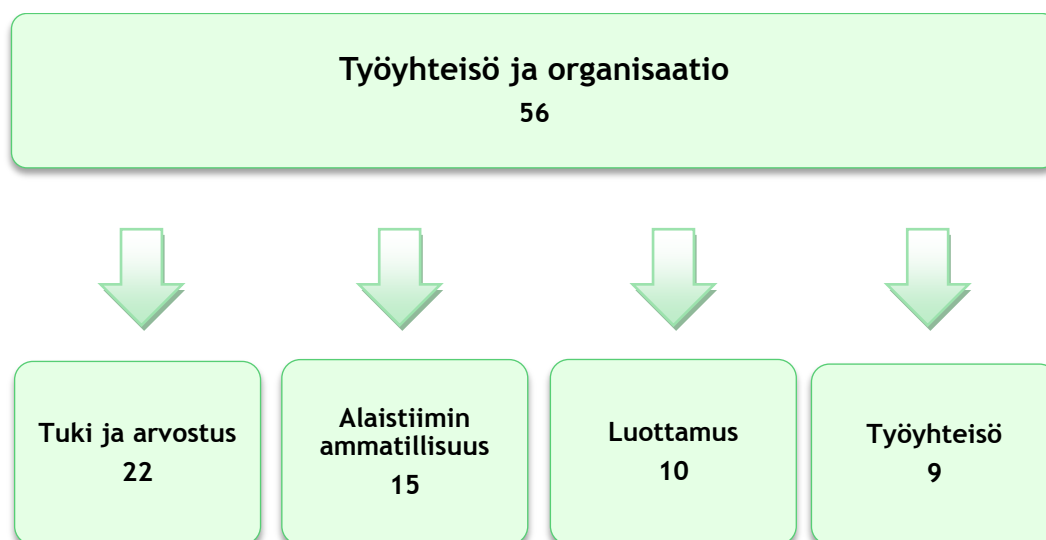 Työyhteisö ja organisaatio
56
Tuki ja arvostus
22
Alaistiimin
ammatillisuus
15
Luottamus
10
Työyhteisö
9